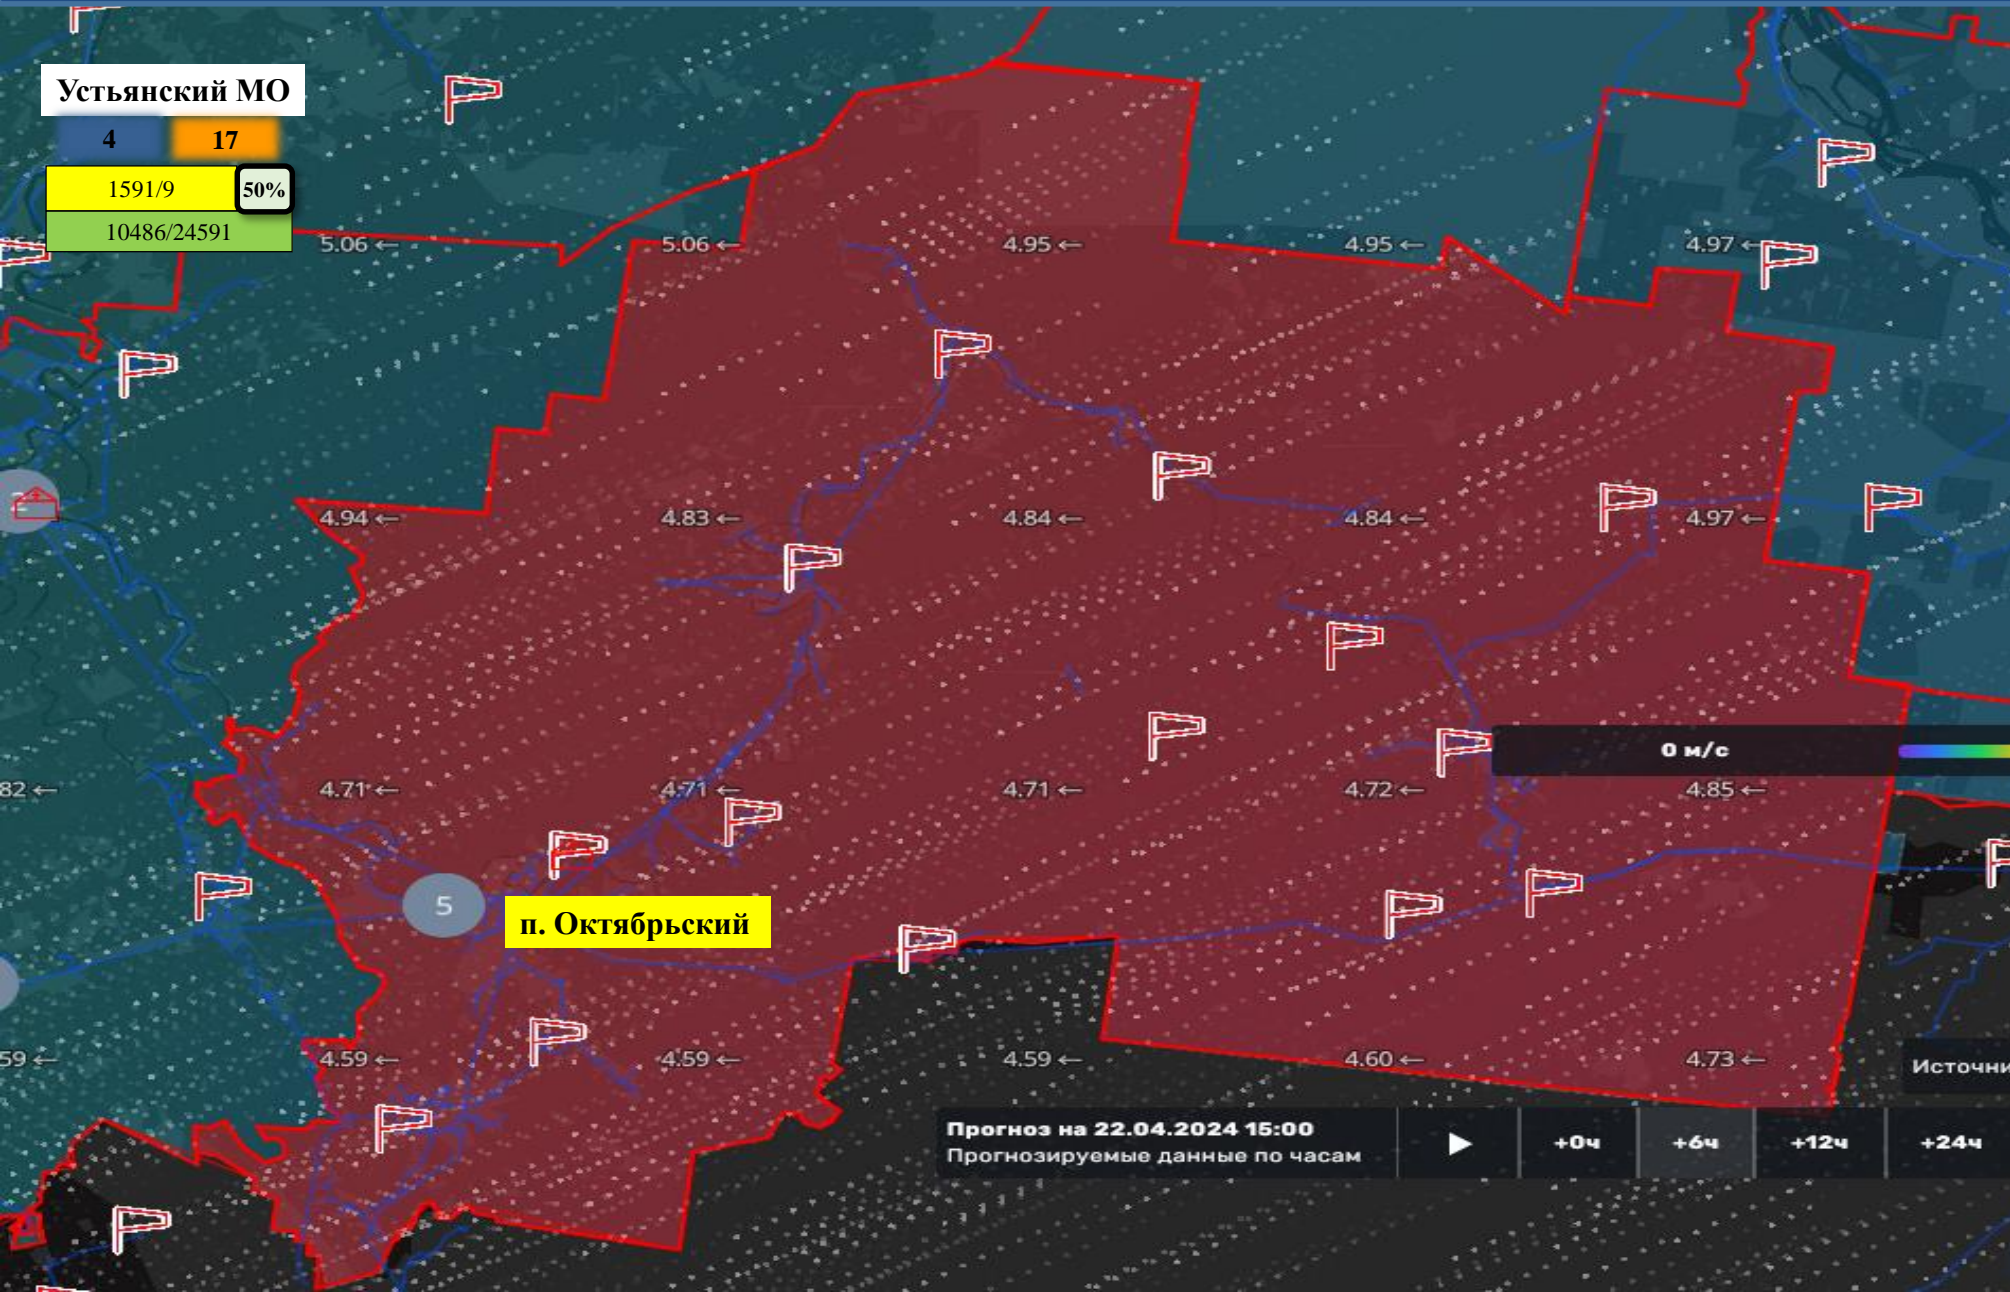 Устьянский МО
4 17
1591/9 50%
10486/24591
5.06 ← 5.06 ← 4.95 ← 4.95 ← 4.97 ←
4.94 ← 4.83 ← 4.84 ← 4.84 ← 4.97 ←
0 м/с
82 ← 4.71 ← 4.71 ← 4.71 ← 4.72 ← 4.85 ←
5
п. Октябрьский
59 ← 4.59 ← 4.59 ← 4.59 ← 4.60 ← 4.73 ←
Источни
Прогноз на 22.04.2024 15:00
Прогнозируемые данные по часам
+0ч +6ч +12ч +24ч